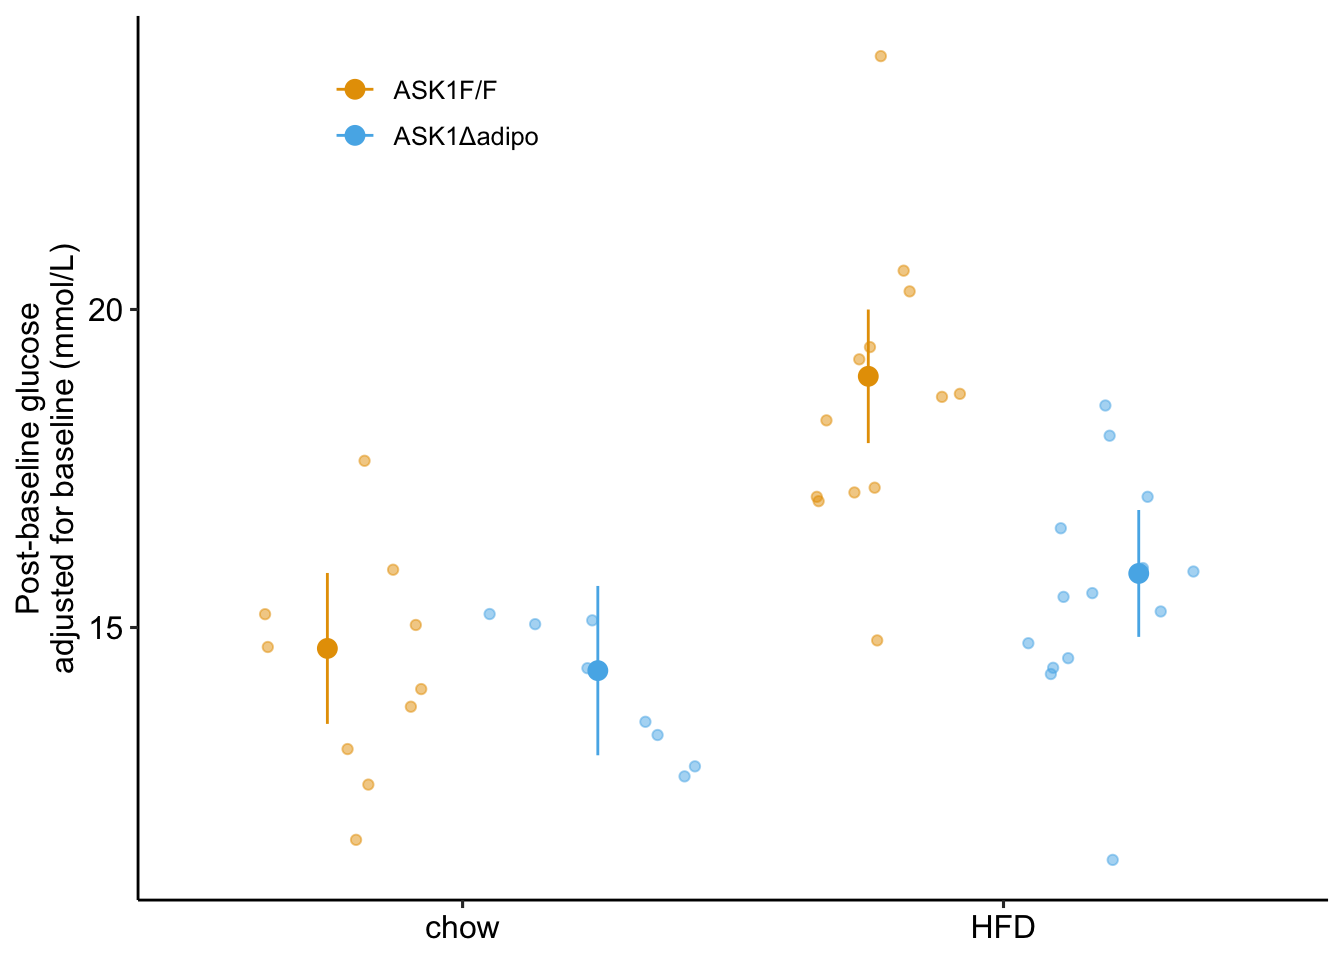 ASK1F/F
ASK1Δadipo
Post-baseline glucose
adjusted for baseline (mmol/L)
20
15
chow
HFD